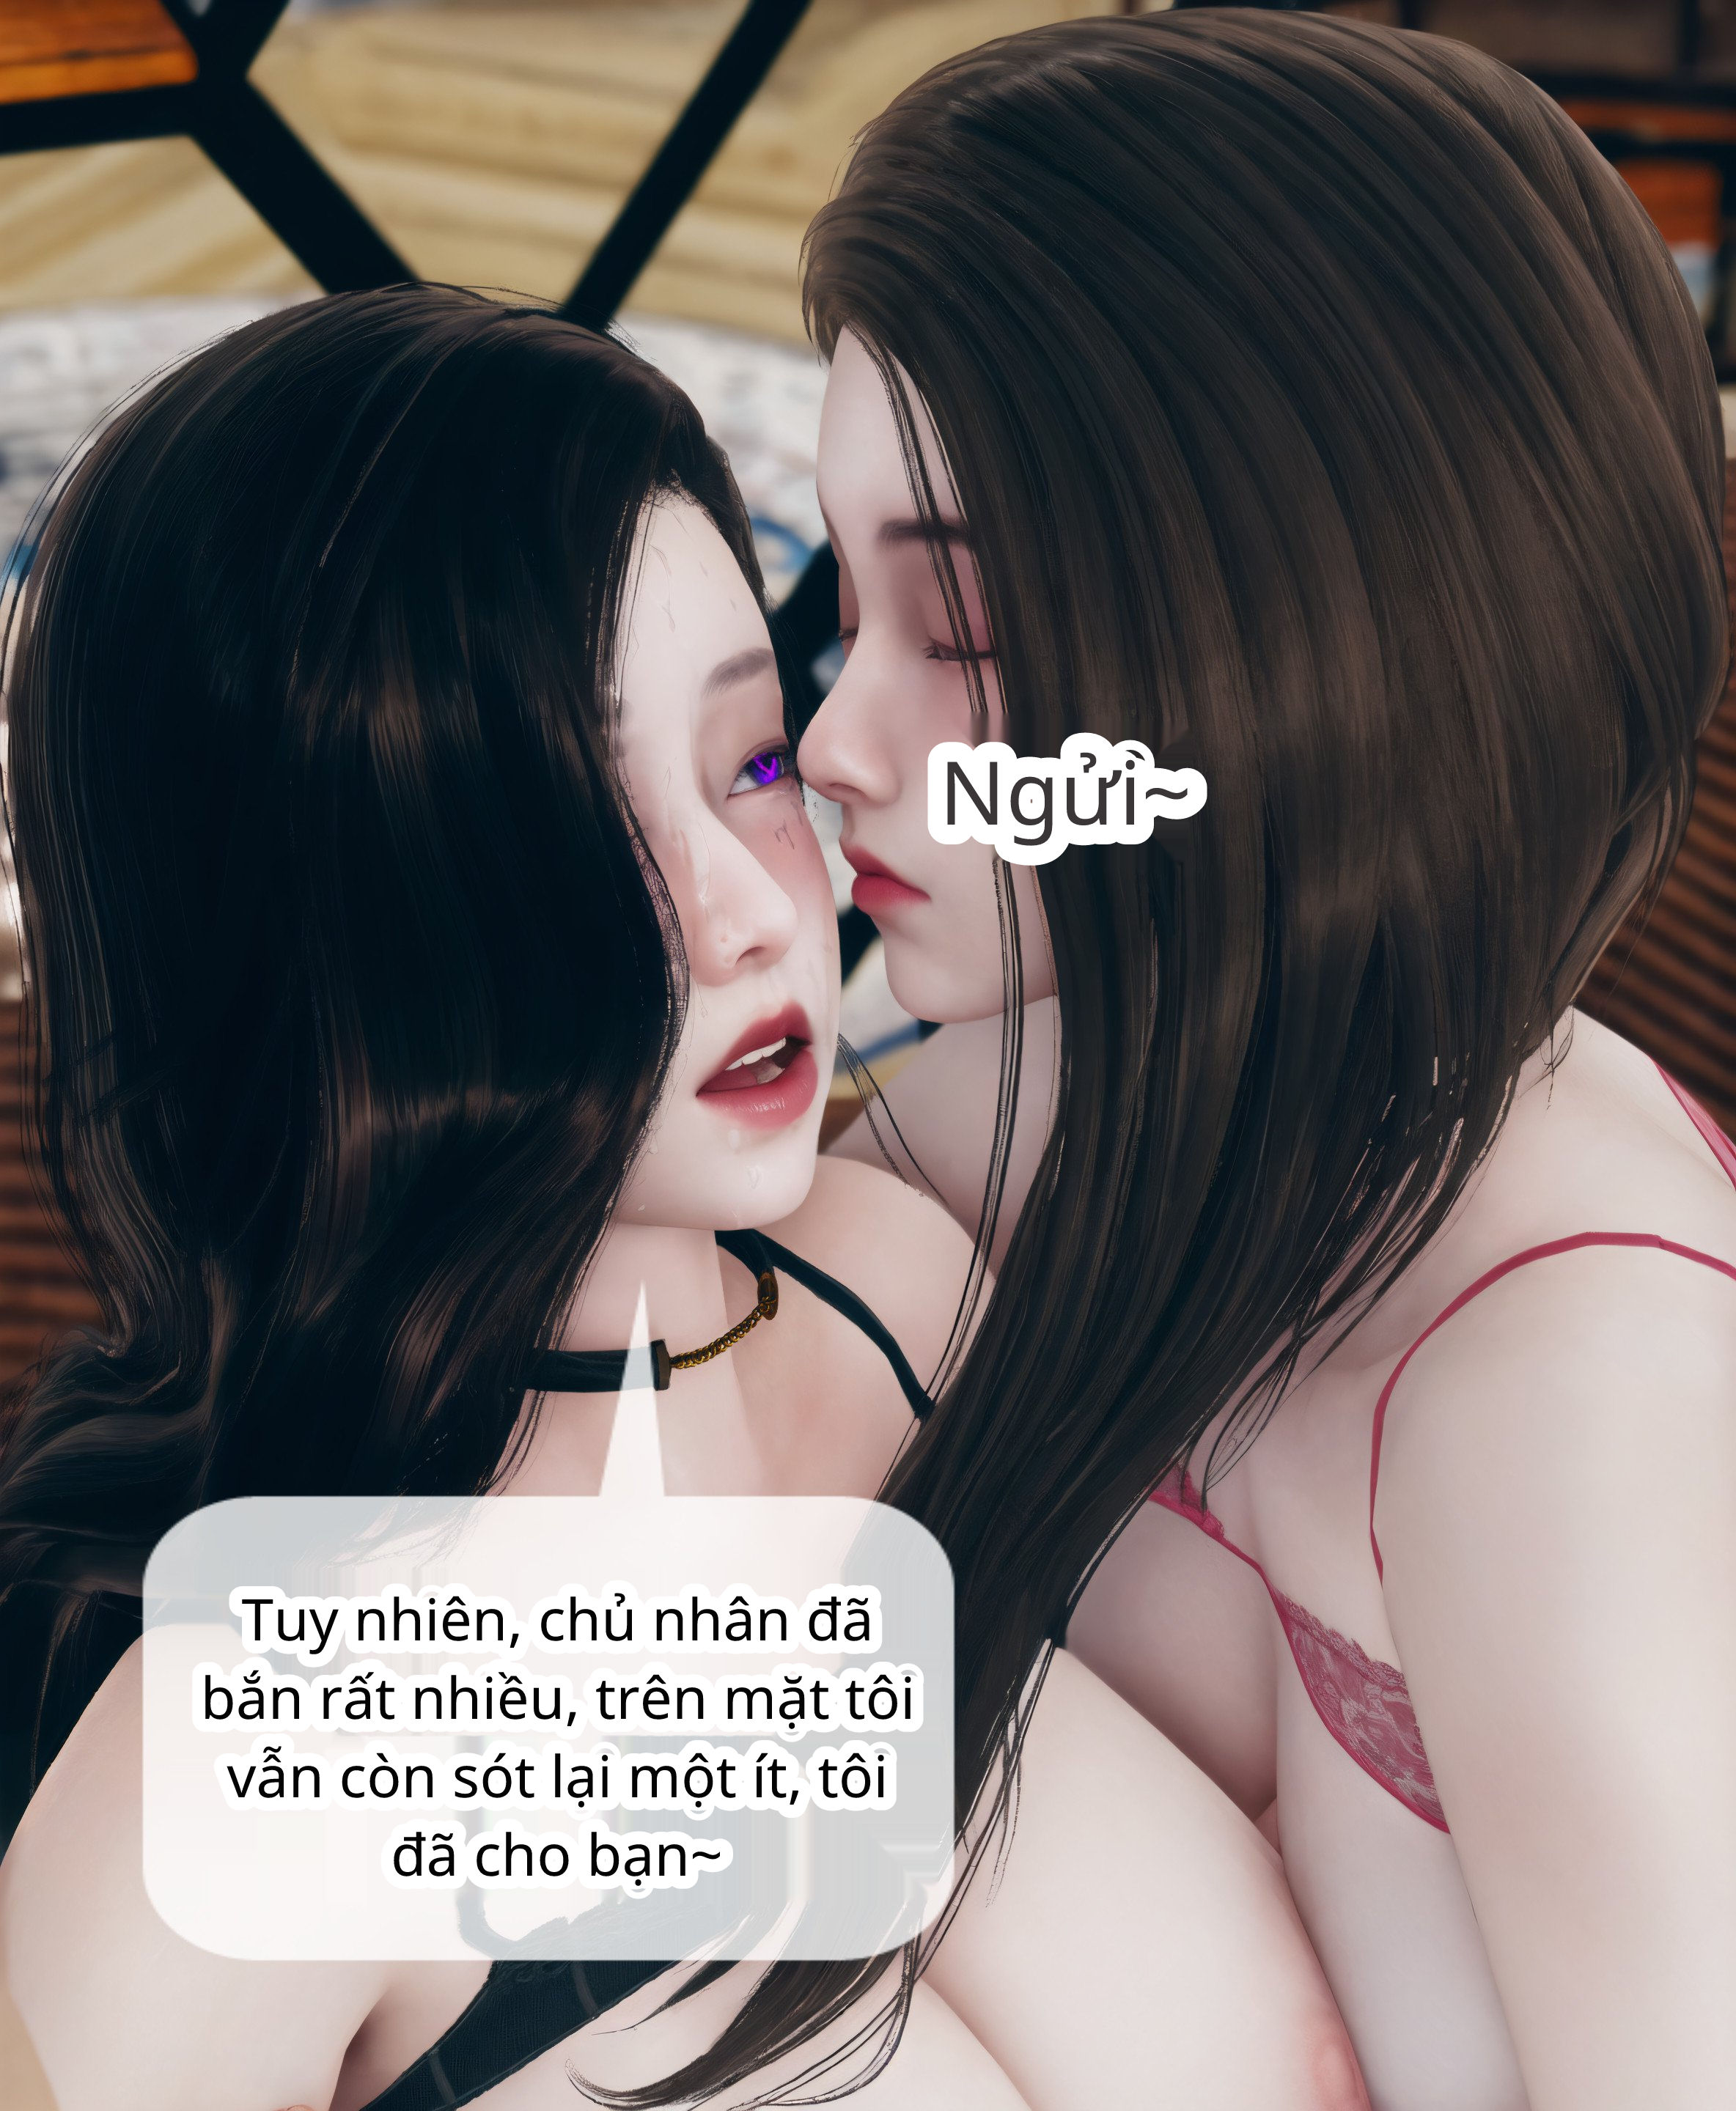 Ngửi~
Tuy nhiên, chủ nhân đã
bắn rất nhiều, trên mặt tôi
vẫn còn sót lại một ít, tôi
đã cho bạn~